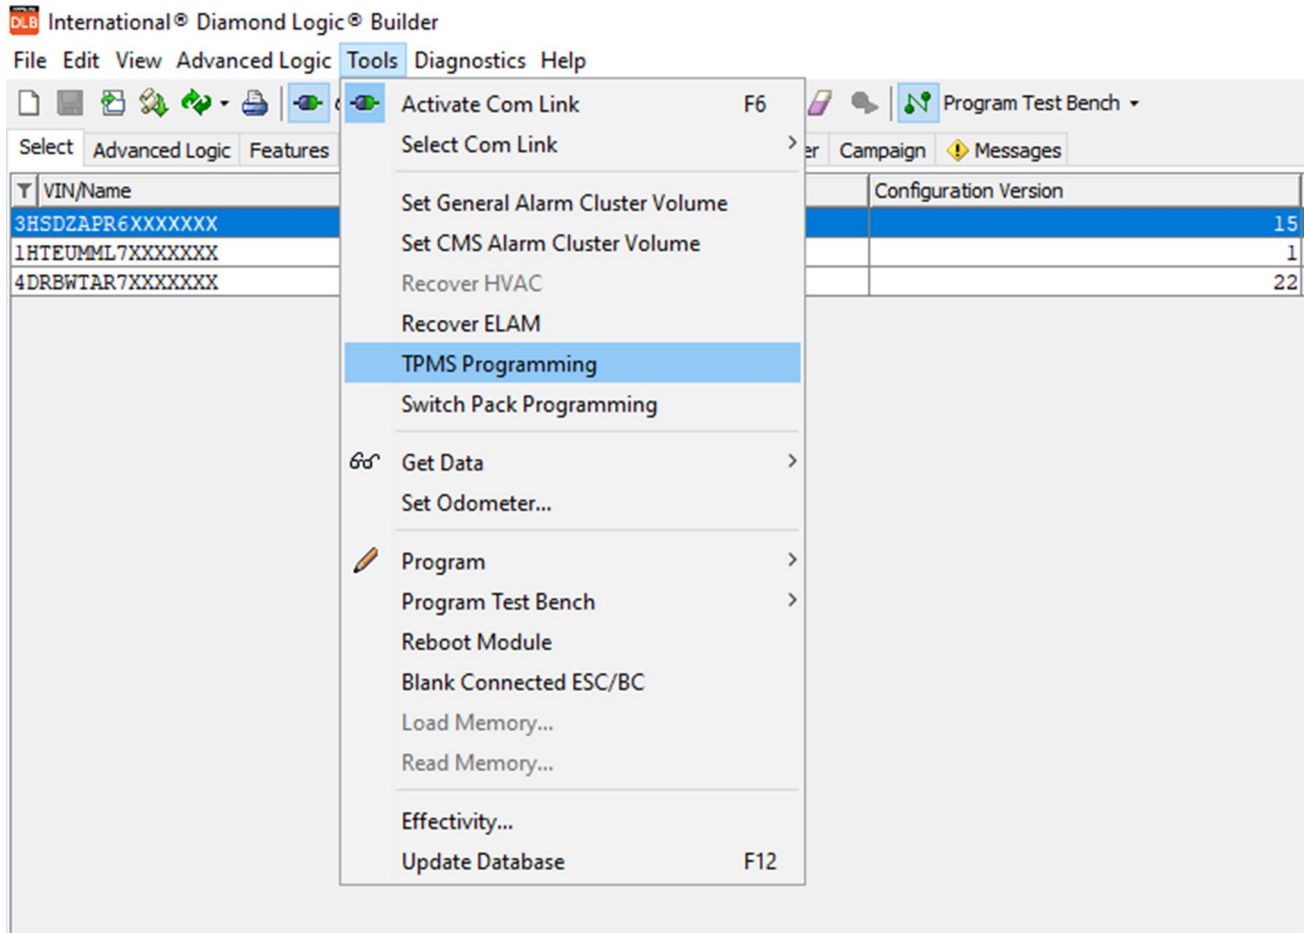 DLB International® Diamond Logic® Builder
File Edit View Advanced Logic Tools Diagnostics Help
Program Test Bench
Select Advanced Logic Features er Campaign Messages
VIN/Name Configuration Version
3HSDZAPR6XXXXXXX 15
1HTEUMML7XXXXXXX 1
4DRBWTAR7XXXXXXX 22
Activate Com Link F6
Select Com Link
Set General Alarm Cluster Volume
Set CMS Alarm Cluster Volume
Recover HVAC
Recover ELAM
TPMS Programming
Switch Pack Programming
Get Data
Set Odometer...
Program
Program Test Bench
Reboot Module
Blank Connected ESC/BC
Load Memory...
Read Memory...
Effectivity...
Update Database F12